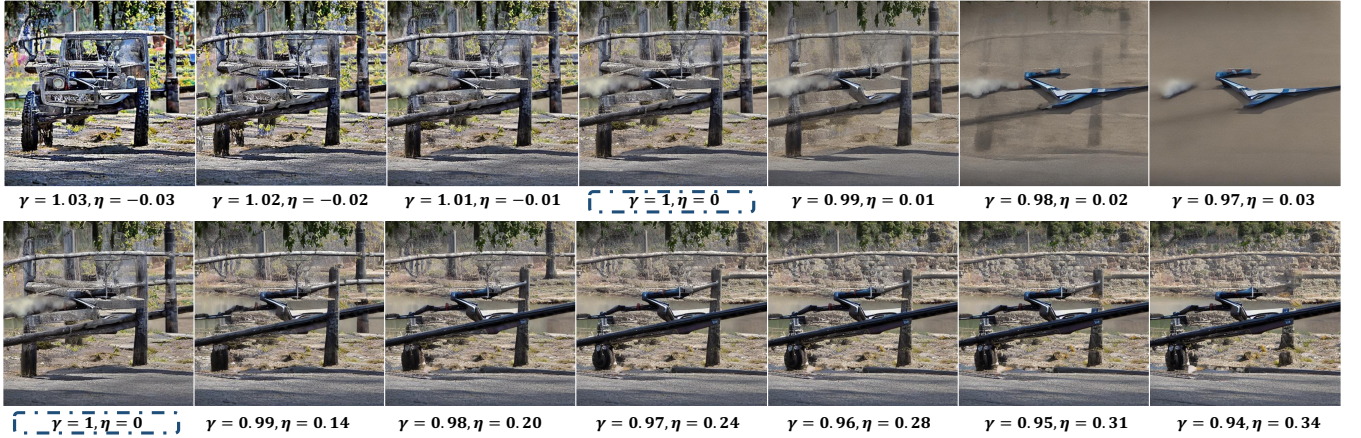 γ = 1.03, η = −0.03 γ = 1.02, η = −0.02 γ = 1.01, η = −0.01 γ = 1, η = 0 γ = 0.99, η = 0.01 γ = 0.98, η = 0.02 γ = 0.97, η = 0.03
γ = 1, η = 0 γ = 0.99, η = 0.14 γ = 0.98, η = 0.20 γ = 0.97, η = 0.24 γ = 0.96, η = 0.28 γ = 0.95, η = 0.31 γ = 0.94, η = 0.34